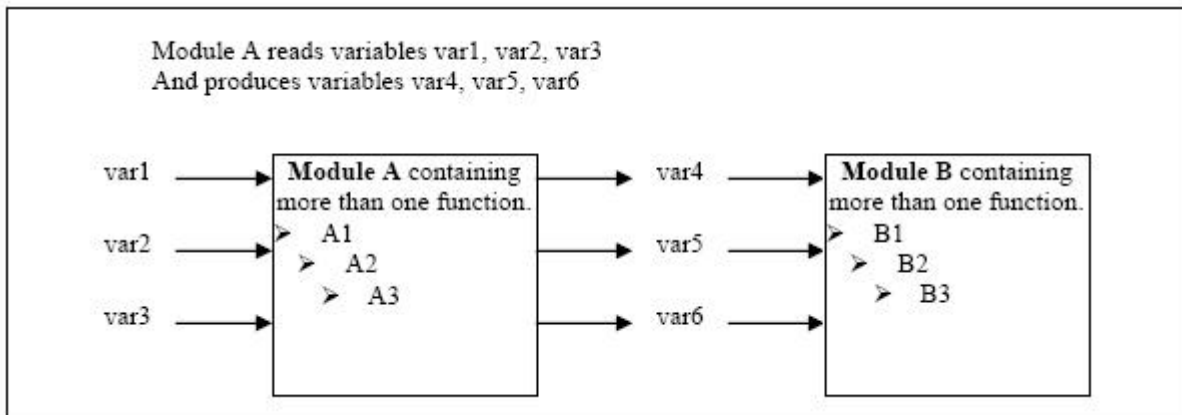 Module A reads variables var1, var2, var3
And produces variables var4, var5, var6
var1
var2
var3
Module A containing
more than one function.
➢ A1
➢ A2
➢ A3
var4
var5
var6
Module B containing
more than one function.
➢ B1
➢ B2
➢ B3